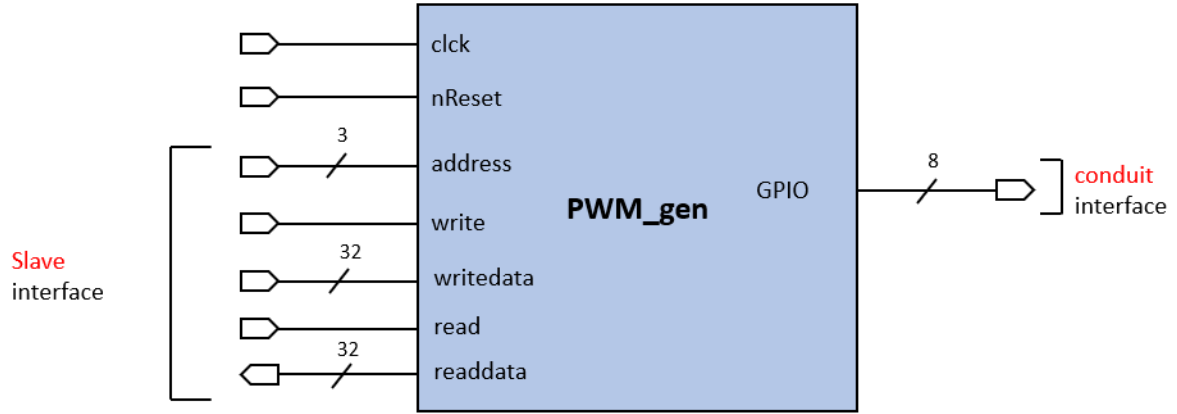 clck
nReset
3
address
write
32
writedata
read
32
readdata
Slave
interface
PWM_gen
GPIO
8
conduit
interface